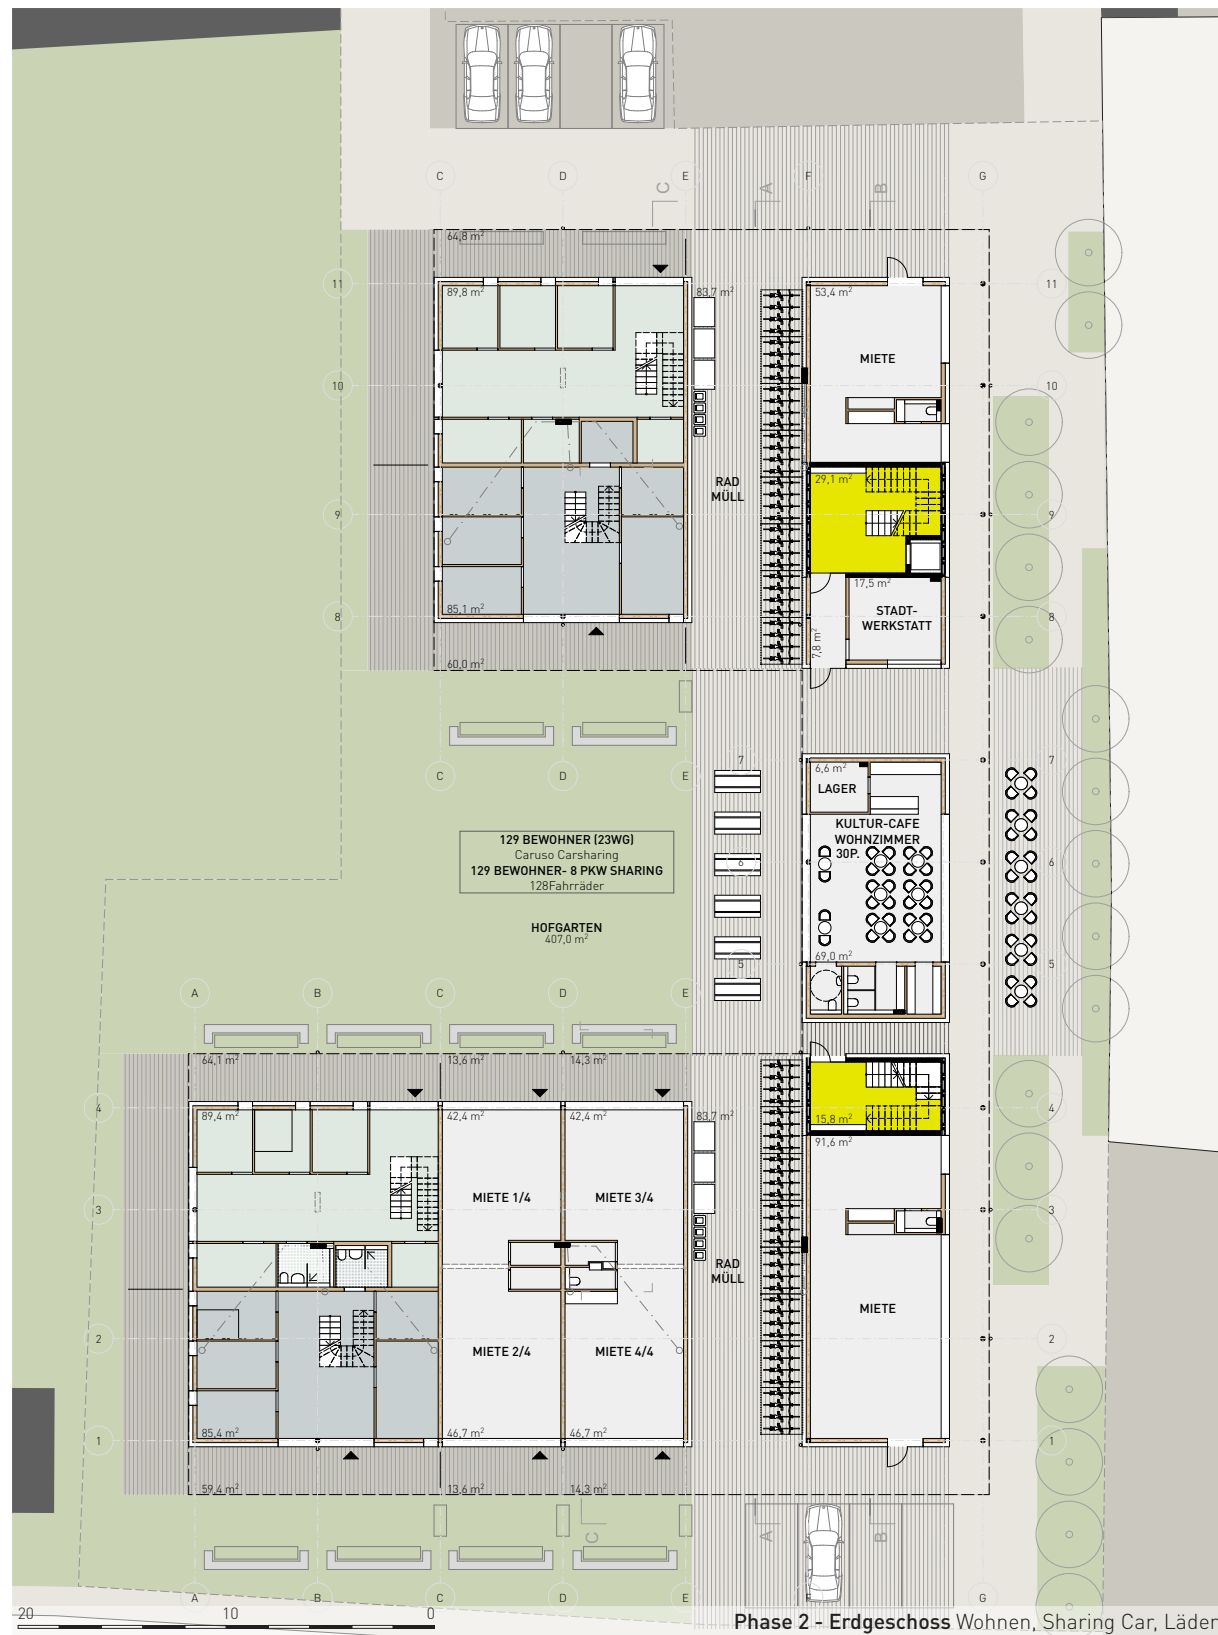 C
D
E
F
G
C
A
B
64,8 m²
11
89,8 m²
83,7 m²
53,4 m²
11
MIETE
10
10
RAD
MÜLL
29,1 m²
9
9
17,5 m²
STADT-
WERKSTATT
85,1 m²
8
7,8 m²
8
60,0 m²
C
D
E
7
7
6,6 m²
LAGER
KULTUR-CAFE
WOHNZIMMER
30P.
129 BEWOHNER (23WG)
Caruso Carsharing
129 BEWOHNER- 8 PKW SHARING
128Fahrräder
6
6
HOFGARTEN
407,0 m²
69,0 m²
5
5
A
B
C
D
E
64,1 m²
13,6 m²
14,3 m²
4
89,4 m²
42,4 m²
42,4 m²
83,7 m²
15,8 m²
4
91,6 m²
MIETE 1/4
MIETE 3/4
3
3
RAD
MÜLL
MIETE
2
2
MIETE 2/4
MIETE 4/4
85,4 m²
46,7 m²
46,7 m²
1
1
59,4 m²
13,6 m²
14,3 m²
C
A
B
A
B
C
D
E
F
G
20
10
0
Phase 2 - Erdgeschoss Wohnen, Sharing Car, Läden